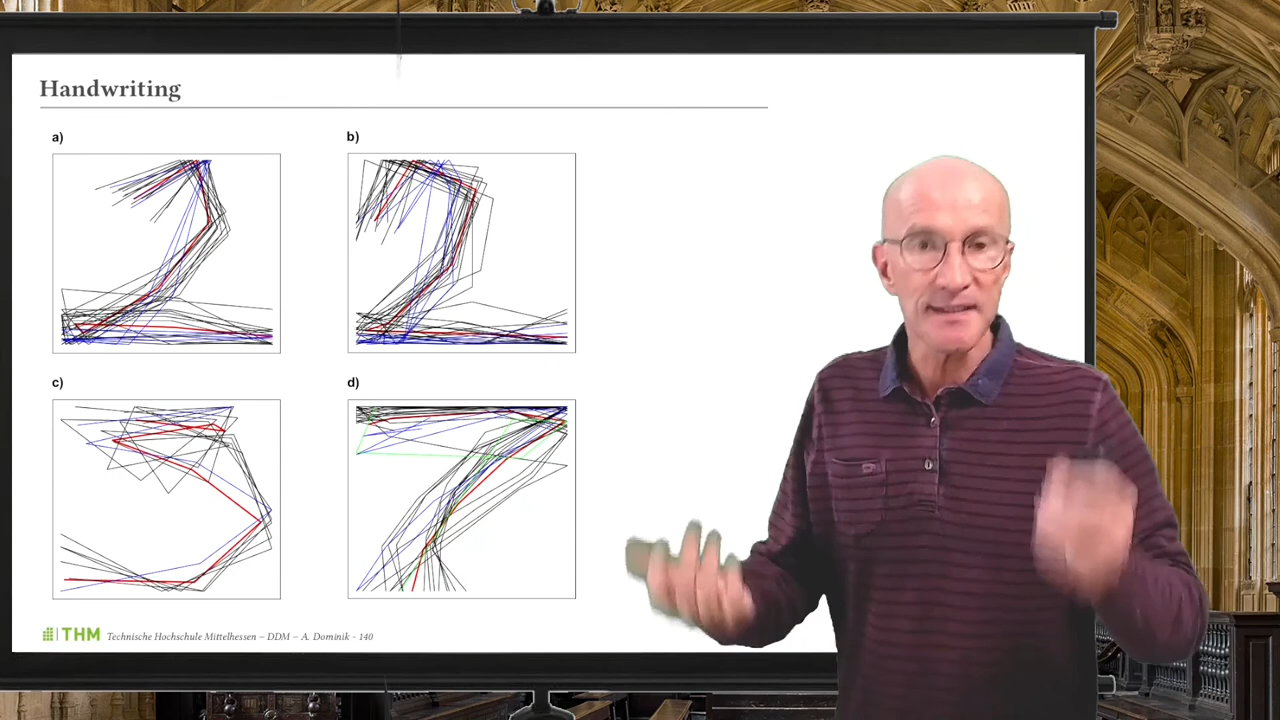 Handwriting
a)
b)
c)
d)
THM Technische Hochschule Mittelhessen – DDM – A. Dominik - 140